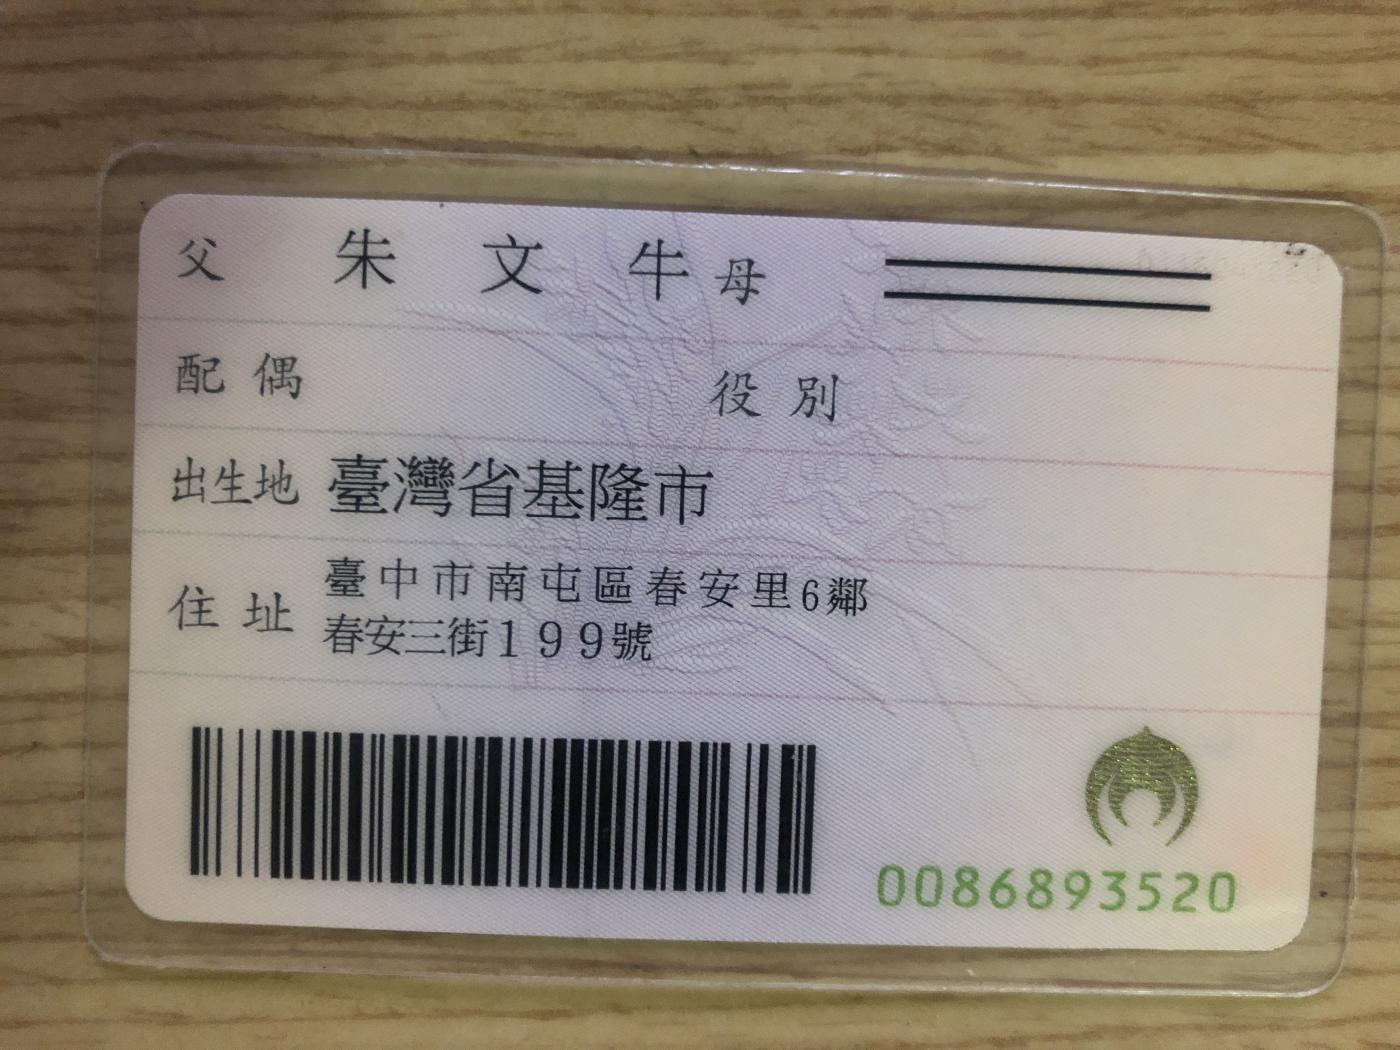 父 朱文牛 母
配偶 役別
出生地 臺灣省基隆市
住址 臺中市南屯區春安里6鄰
春安三街199號
0086893520